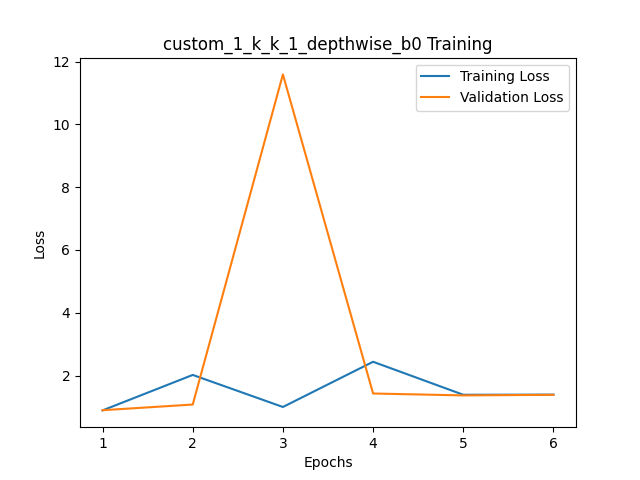 custom_1_k_k_1_depthwise_b0 Training
Training Loss
Validation Loss
12
10
8
6
4
2
Loss
1 2 3 4 5 6
Epochs